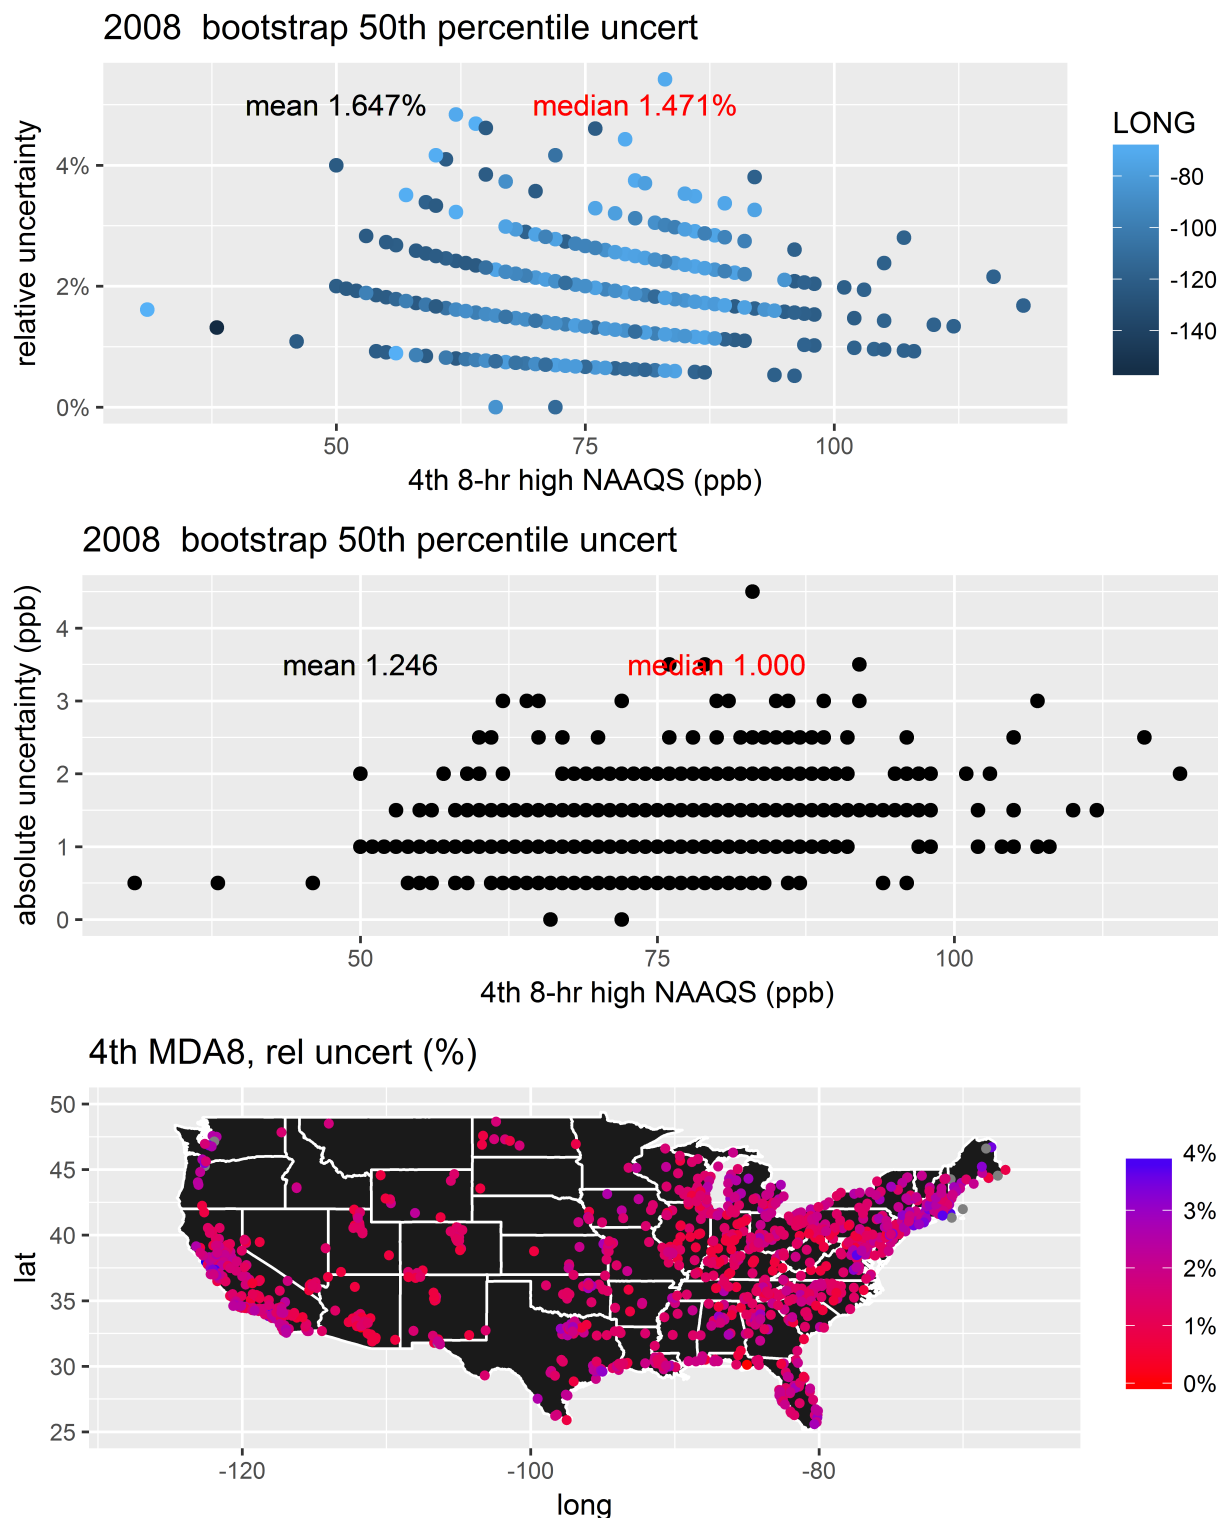 2008  bootstrap 50th percentile uncert
mean 1.647%
median 1.471%
relative uncertainty
4%
2%
0%
50
75
100
4th 8-hr high NAAQS (ppb)
LONG
-80
-100
-120
-140
2008  bootstrap 50th percentile uncert
mean 1.246
median 1.000
absolute uncertainty (ppb)
4
3
2
1
0
50
75
100
4th 8-hr high NAAQS (ppb)
4th MDA8, rel uncert (%)
lat
50
45
40
35
30
25
-120
-100
-80
long
4%
3%
2%
1%
0%